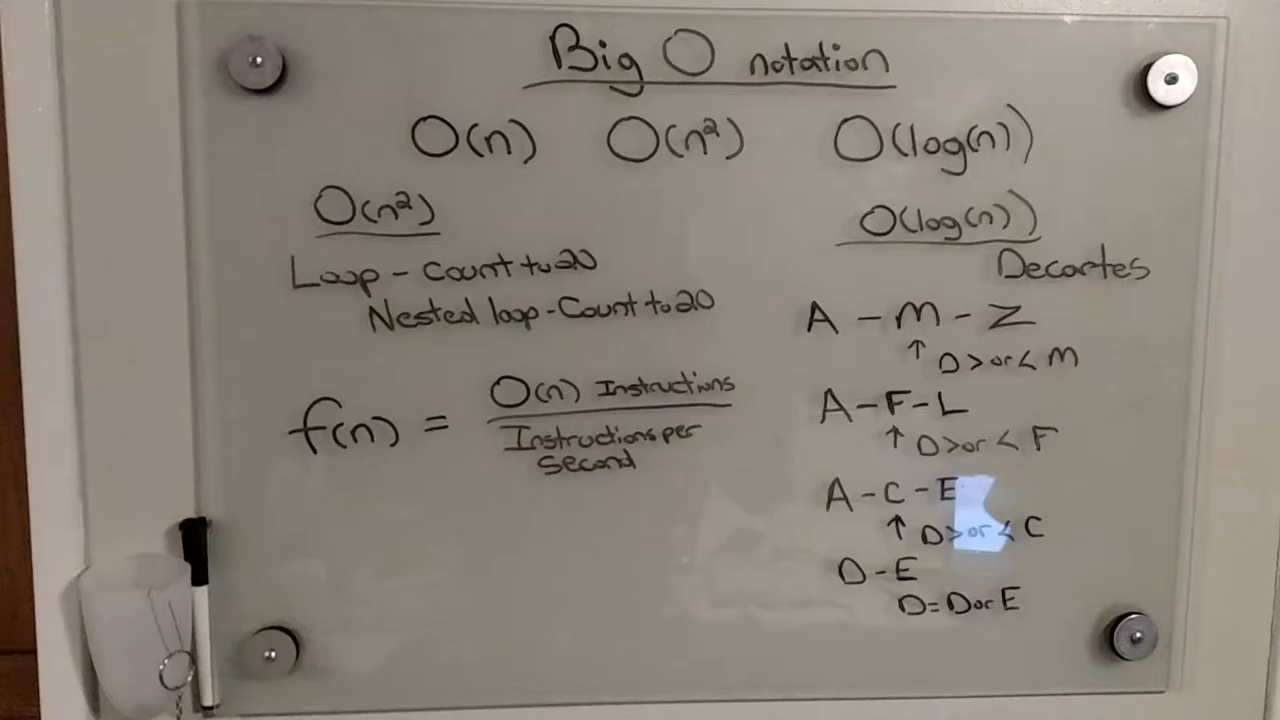 Big O notation
O(n) O(n²) O(log(n))
O(n²)
Loop - Count to 20
Nested loop - Count to 20
f(n) = O(n) Instructions
Instructions per
second
O(log(n))
Decartes
A - M - Z
↑ D > or < M
A - F - L
↑ D > or < F
A - C - E
↑ D > or < C
D - E
D = D or E